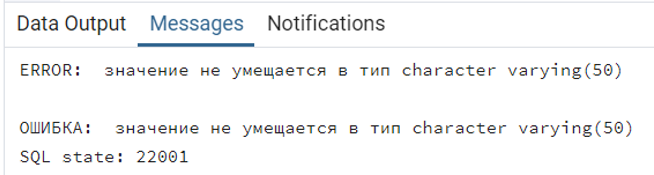 Data Output Messages Notifications
ERROR:  значение не умещается в тип character varying(50)
ОШИБКА:  значение не умещается в тип character varying(50)
SQL state: 22001